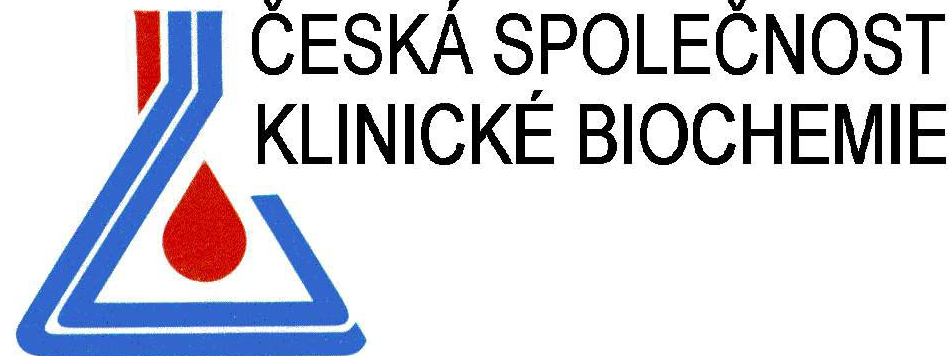 ČESKÁ SPOLEČNOST
KLINICKÉ BIOCHEMIE